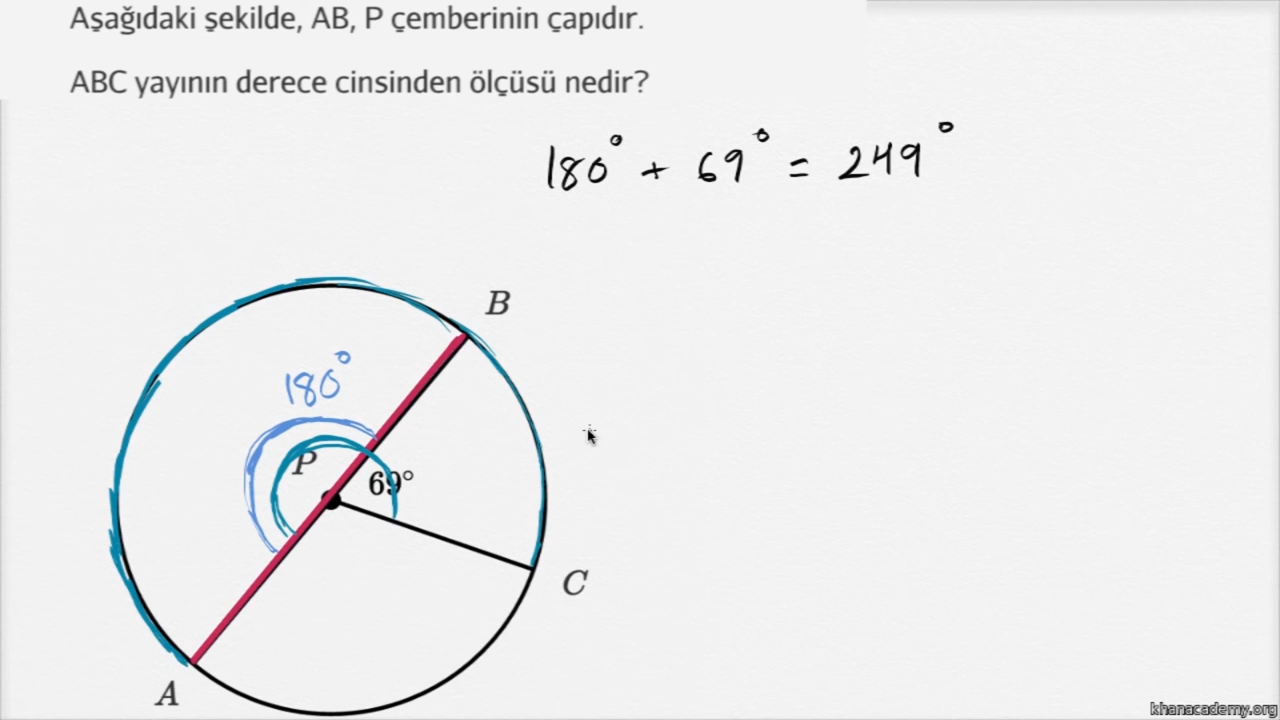 Aşağıdaki şekilde, AB, P çemberinin çapıdır.
ABC yayının derece cinsinden ölçüsü nedir?
180° + 69° = 249°
B
180°
P
69°
C
A
khanacademy.org